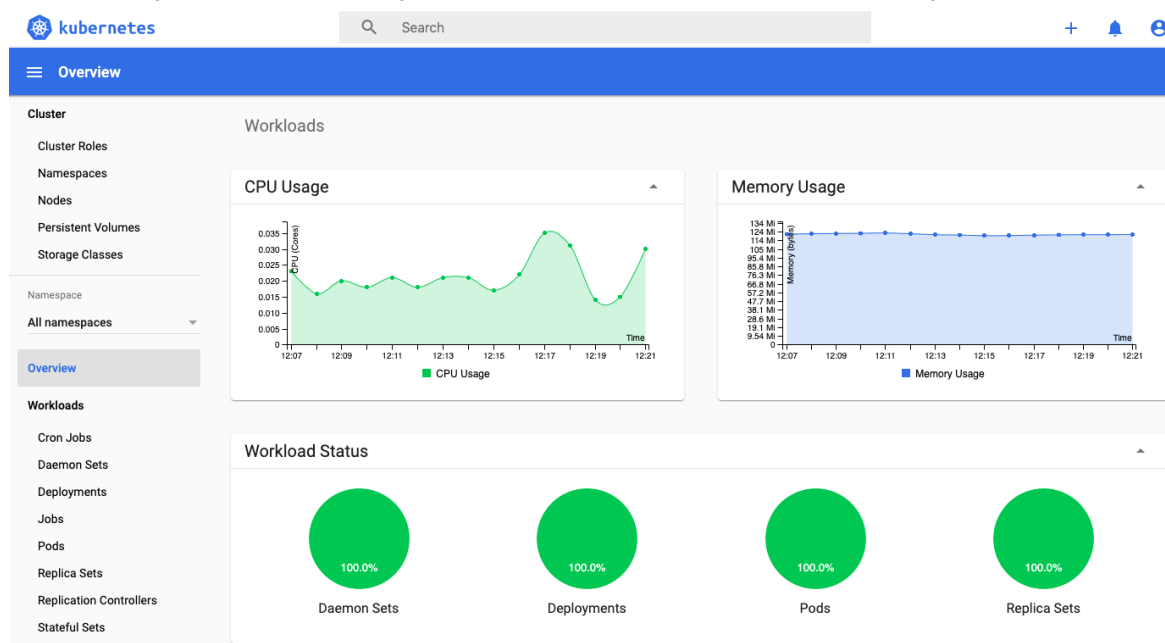 kubernetes
Search
Overview
Cluster
Cluster Roles
Namespaces
Nodes
Persistent Volumes
Storage Classes
Namespace
All namespaces
Overview
Workloads
Cron Jobs
Daemon Sets
Deployments
Jobs
Pods
Replica Sets
Replication Controllers
Stateful Sets
Workloads
CPU Usage
CPU (Cores)
0.035
0.030
0.025
0.020
0.015
0.010
0.005
0
Time
12:07 12:09 12:11 12:13 12:15 12:17 12:19 12:21
CPU Usage
Memory Usage
Memory (bytes)
134 Mi
124 Mi
114 Mi
105 Mi
95.4 Mi
85.8 Mi
76.3 Mi
66.8 Mi
57.2 Mi
47.7 Mi
38.1 Mi
28.6 Mi
19.1 Mi
9.54 Mi
0
Time
12:07 12:09 12:11 12:13 12:15 12:17 12:19 12:21
Memory Usage
Workload Status
100.0% 100.0% 100.0% 100.0%
Daemon Sets Deployments Pods Replica Sets